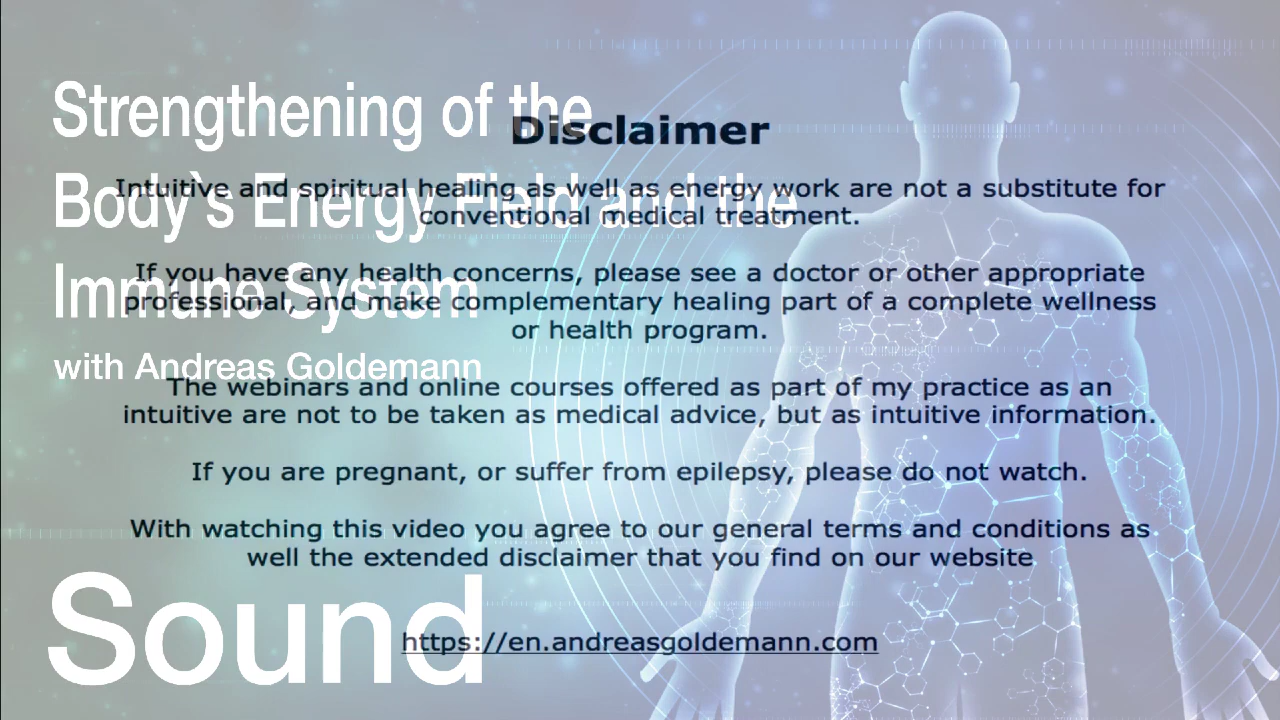 Strengthening of the
Body`s Energy Field and the
Immune System
with Andreas Goldemann
Sound
Disclaimer
Intuitive and spiritual healing as well as energy work are not a substitute for
conventional medical treatment.
If you have any health concerns, please see a doctor or other appropriate
professional, and make complementary healing part of a complete wellness
or health program.
The webinars and online courses offered as part of my practice as an
intuitive are not to be taken as medical advice, but as intuitive information.
If you are pregnant, or suffer from epilepsy, please do not watch.
With watching this video you agree to our general terms and conditions as
well the extended disclaimer that you find on our website
https://en.andreasgoldemann.com